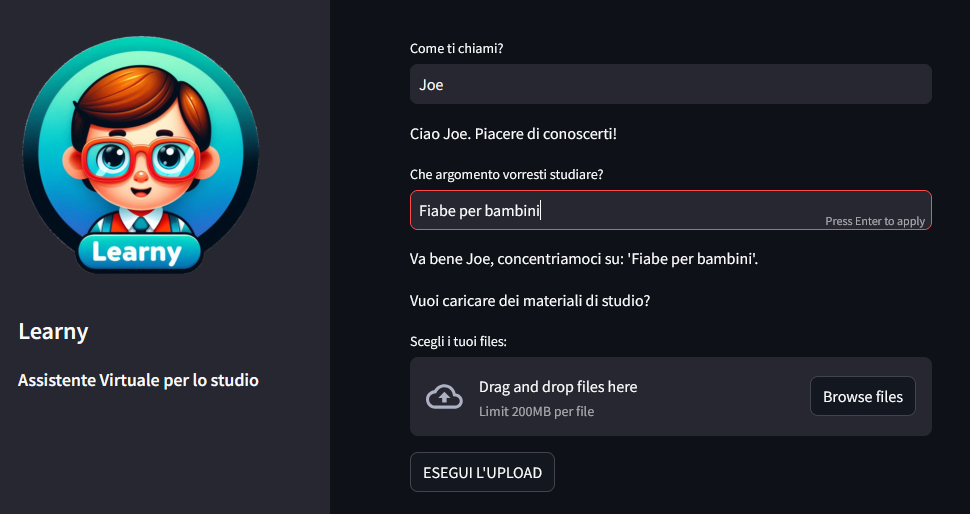 Learny
Learny
Assistente Virtuale per lo studio
Come ti chiami?
Joe
Ciao Joe. Piacere di conoscerti!
Che argomento vorresti studiare?
Fiabe per bambini
Press Enter to apply
Va bene Joe, concentriamoci su: 'Fiabe per bambini'.
Vuoi caricare dei materiali di studio?
Scegli i tuoi files:
Drag and drop files here
Limit 200MB per file
Browse files
ESEGUI L'UPLOAD